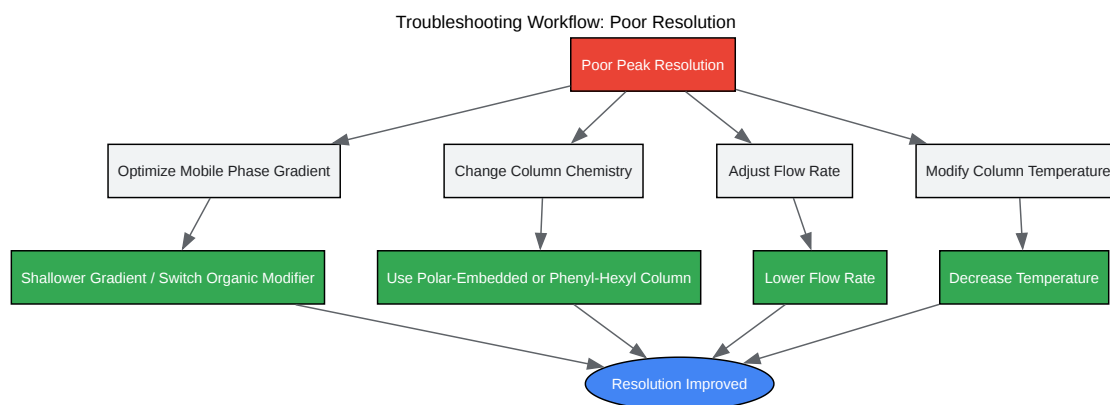 Troubleshooting Workflow: Poor Resolution
Poor Peak Resolution
Optimize Mobile Phase Gradient
Change Column Chemistry
Adjust Flow Rate
Modify Column Temperature
Shallower Gradient / Switch Organic Modifier
Use Polar-Embedded or Phenyl-Hexyl Column
Lower Flow Rate
Decrease Temperature
Resolution Improved